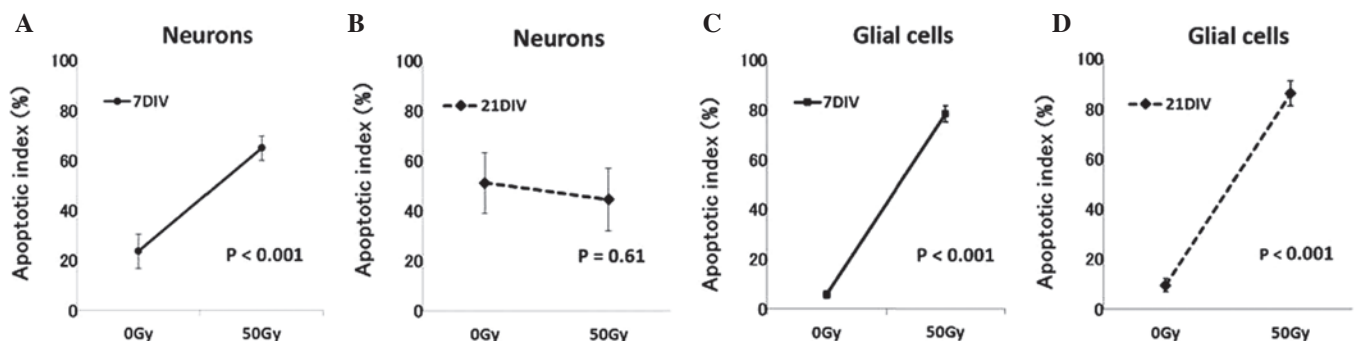 A
Neurons
Apoptotic index (%)
100
80
60
40
20
0
7DIV
P < 0.001
0Gy
50Gy
B
Neurons
Apoptotic index (%)
100
80
60
40
20
0
21DIV
P = 0.61
0Gy
50Gy
C
Glial cells
Apoptotic index (%)
100
80
60
40
20
0
7DIV
P < 0.001
0Gy
50Gy
D
Glial cells
Apoptotic index (%)
100
80
60
40
20
0
21DIV
P < 0.001
0Gy
50Gy